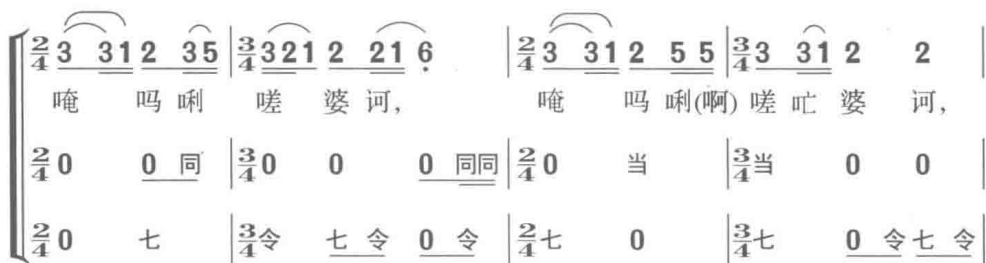 2/4 3 31 2 35 | 3/4 321 2 21 6 | 2/4 3 31 2 5 5 | 3/4 3 31 2 2 |
唵 吗唎 嗟 婆 诃, 唵 吗 唎(啊) 嗟 𠮙 婆 诃,
2/4 0 0 同 | 3/4 0 0 0 同同 | 2/4 0 当 | 3/4 当 0 0 |
2/4 0 七 | 3/4 令 七 令 0 令 | 2/4 七 0 | 3/4 七 0 令 七 令 |